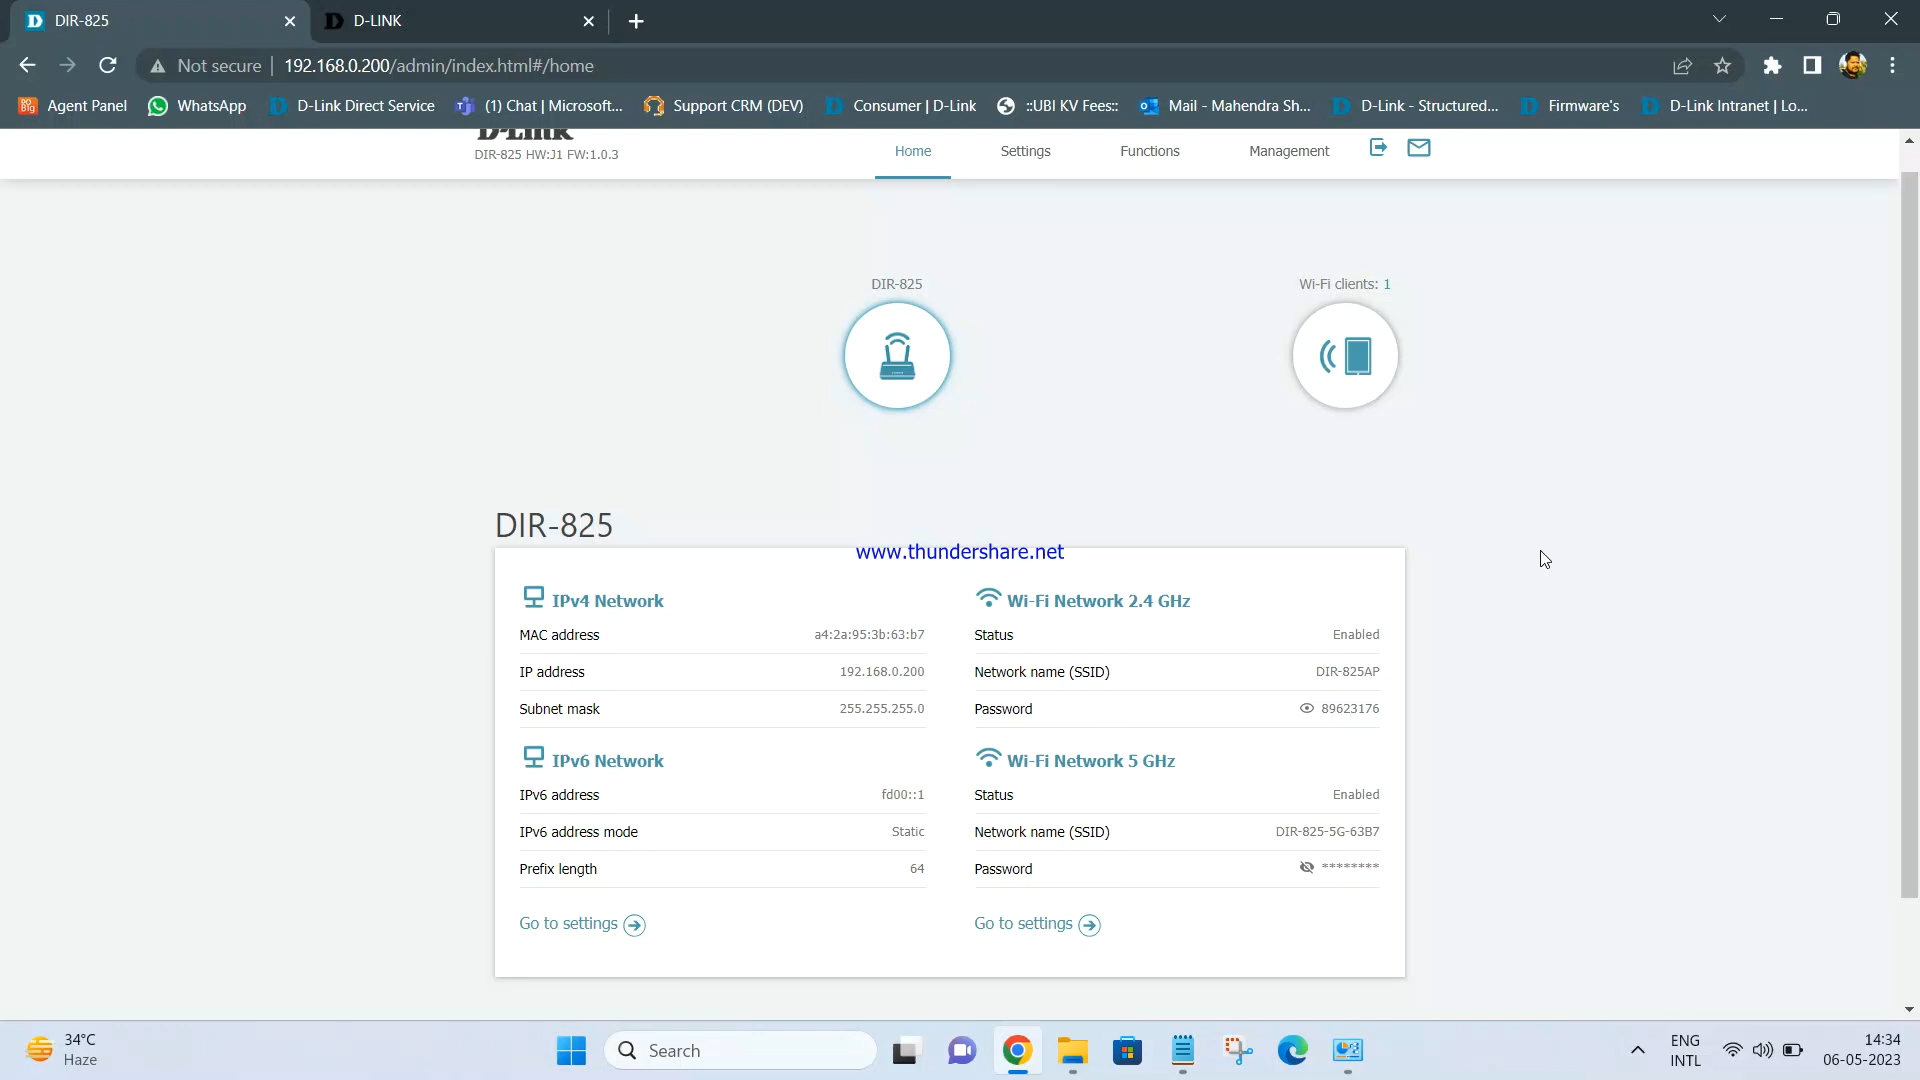 DIR-825
D-LINK
Not secure
192.168.0.200/admin/index.html#/home
Agent Panel
WhatsApp
D-Link Direct Service
(1) Chat | Microsoft...
Support CRM (DEV)
Consumer | D-Link
::UBI KV Fees::
Mail - Mahendra Sh...
D-Link - Structured...
Firmware's
D-Link Intranet | Lo...
D-Link
DIR-825 HW:J1 FW:1.0.3
Home
Settings
Functions
Management
DIR-825
Wi-Fi clients: 1
DIR-825
www.thundershare.net
IPv4 Network
MAC address a4:2a:95:3b:63:b7
IP address 192.168.0.200
Subnet mask 255.255.255.0
IPv6 Network
IPv6 address fd00::1
IPv6 address mode Static
Prefix length 64
Go to settings
Wi-Fi Network 2.4 GHz
Status Enabled
Network name (SSID) DIR-825AP
Password 89623176
Wi-Fi Network 5 GHz
Status Enabled
Network name (SSID) DIR-825-5G-63B7
Password ********
Go to settings
34°C
Haze
Search
ENG
INTL
14:34
06-05-2023